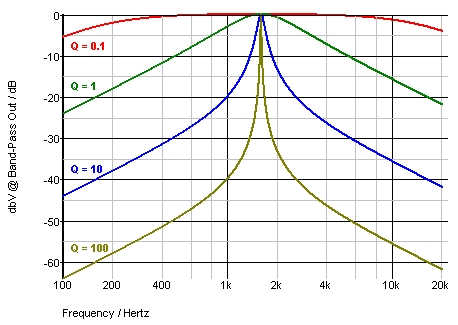 0
Q = 0.1
-10
Q = 1
-20
-30
Q = 10
-40
-50
Q = 100
-60
dbV @ Band-Pass Out / dB
100 200 400 1k 2k 4k 10k 20k
Frequency / Hertz